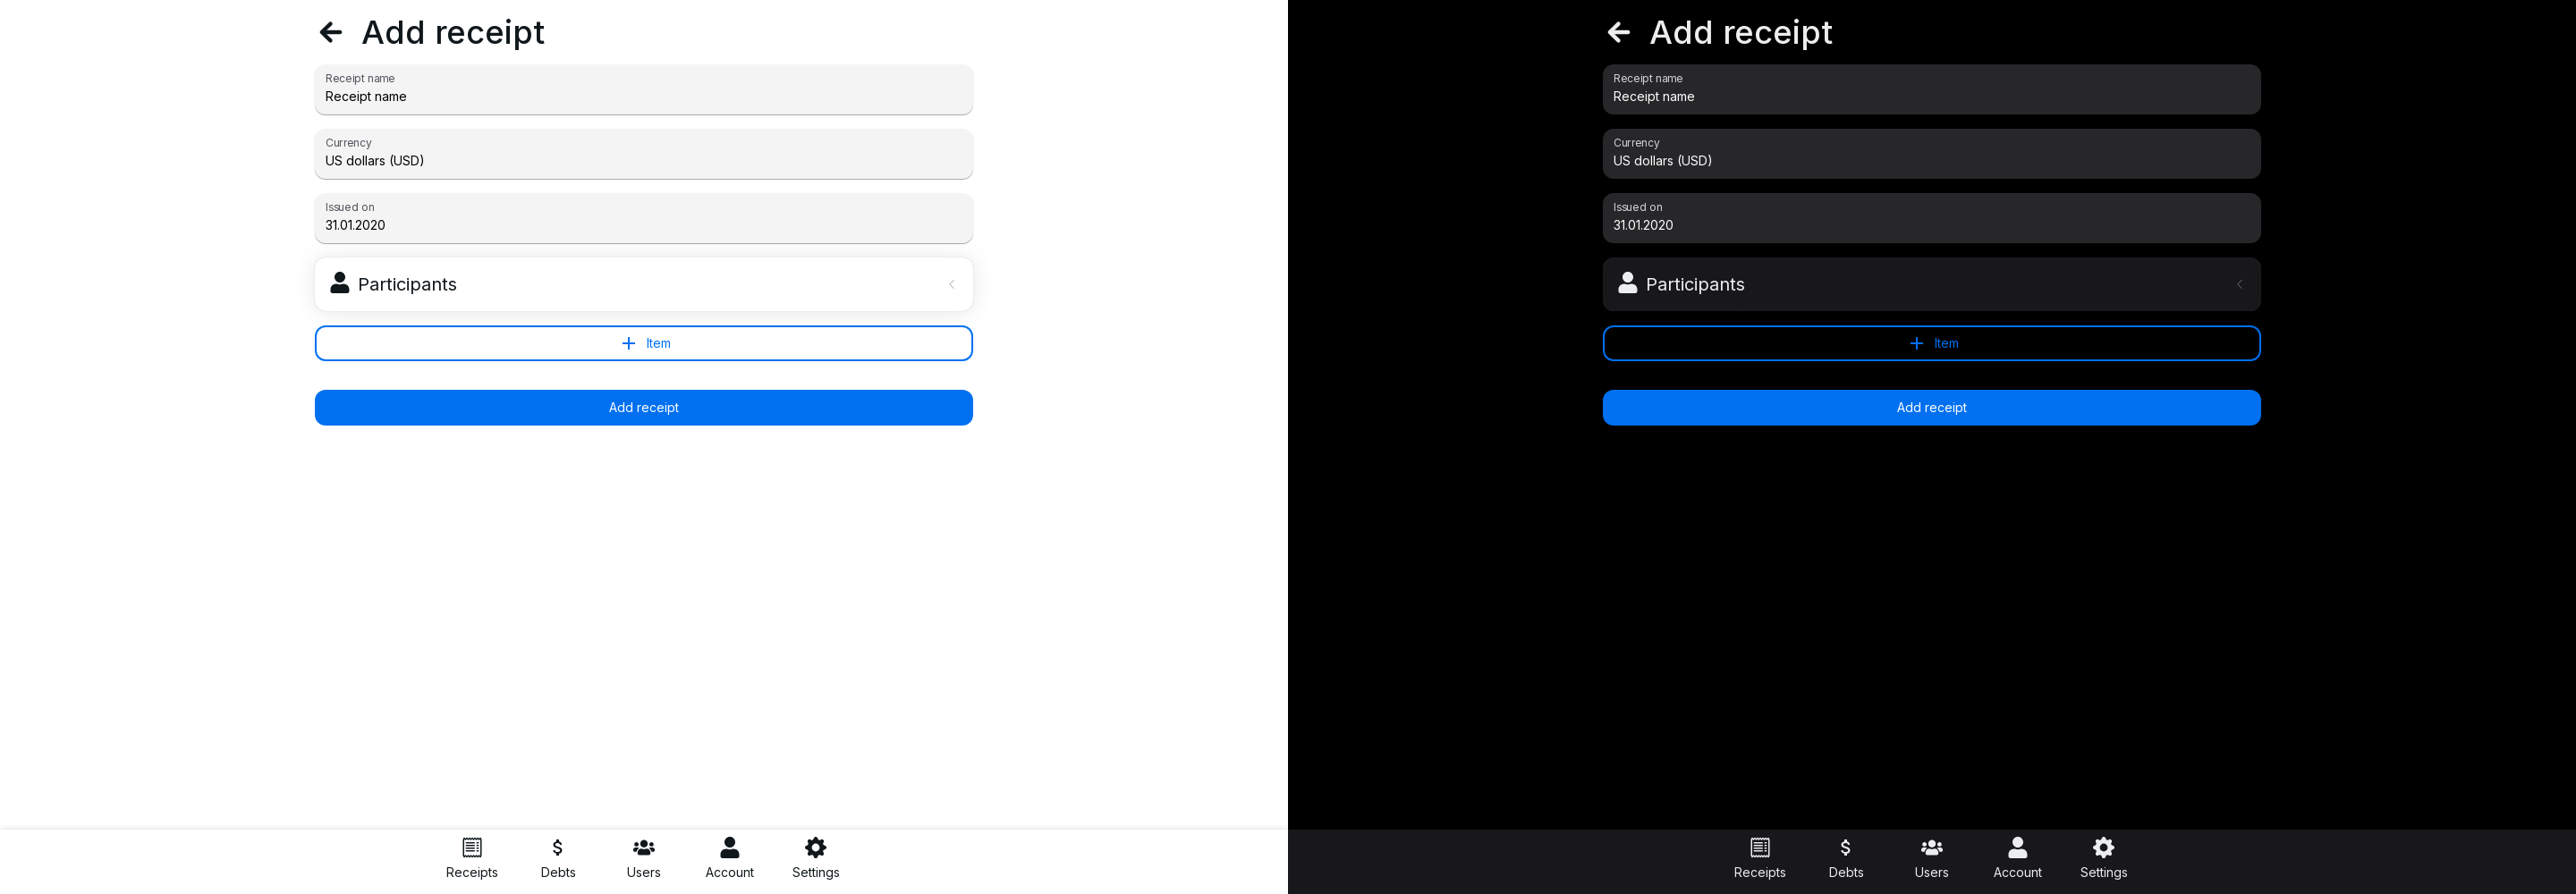 Add receipt
Receipt name
Receipt name
Currency
US dollars (USD)
Issued on
31.01.2020
Participants
Item
Add receipt
Receipts Debts Users Account Settings
Add receipt
Receipt name
Receipt name
Currency
US dollars (USD)
Issued on
31.01.2020
Participants
Item
Add receipt
Receipts Debts Users Account Settings